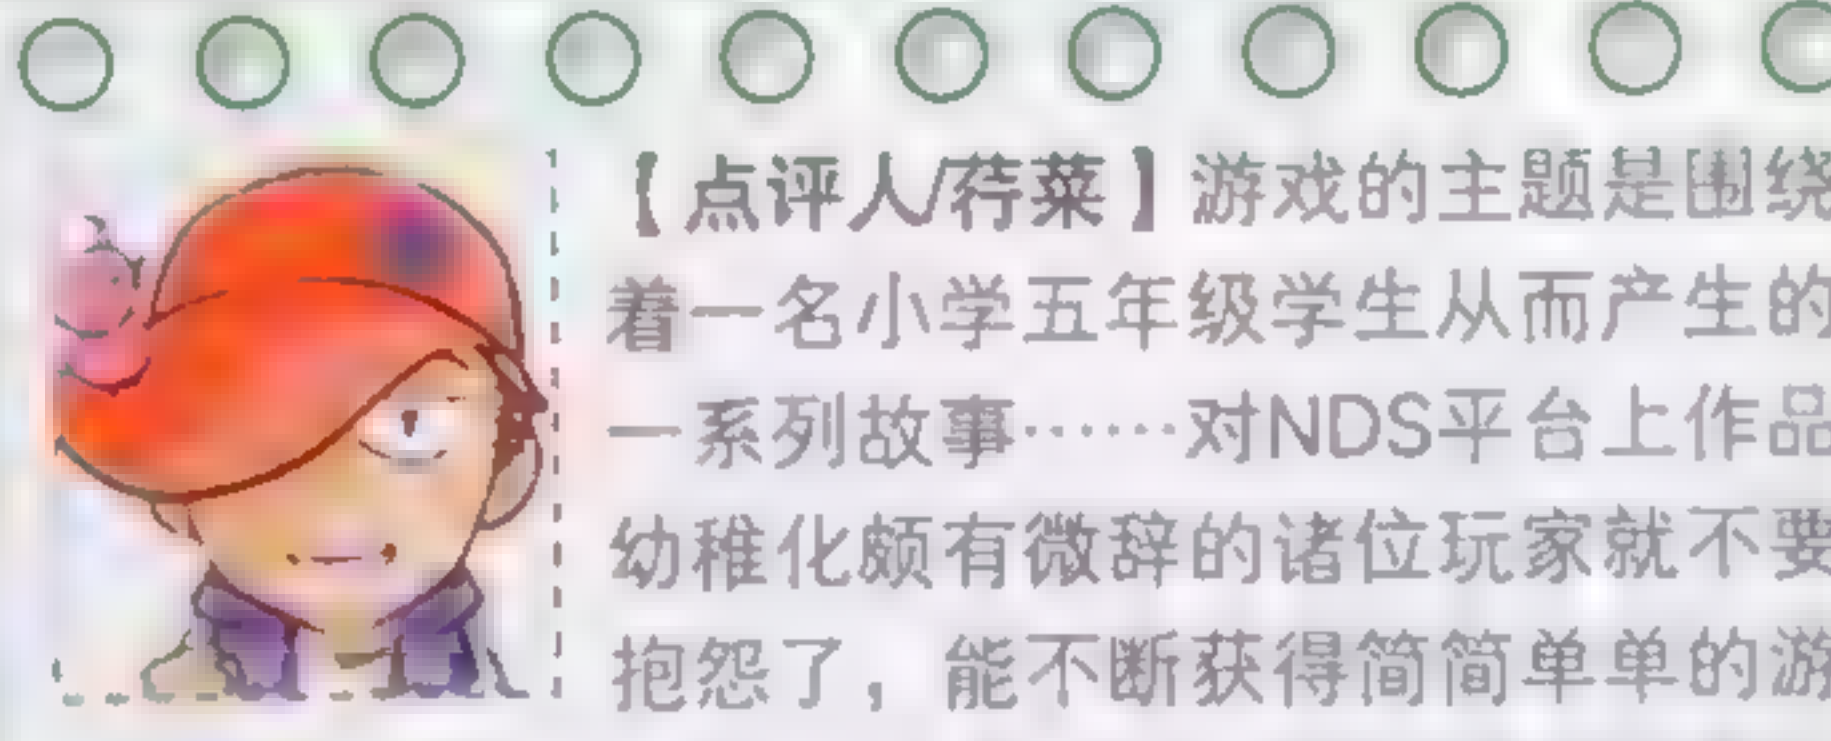 【点评人/荇菜】游戏的主题是围绕
着一名小学五年级学生从而产生的
一系列故事……对NDS平台上作品
幼稚化颇有微辞的诸位玩家就不要
抱怨了，能不断获得简简单单的游